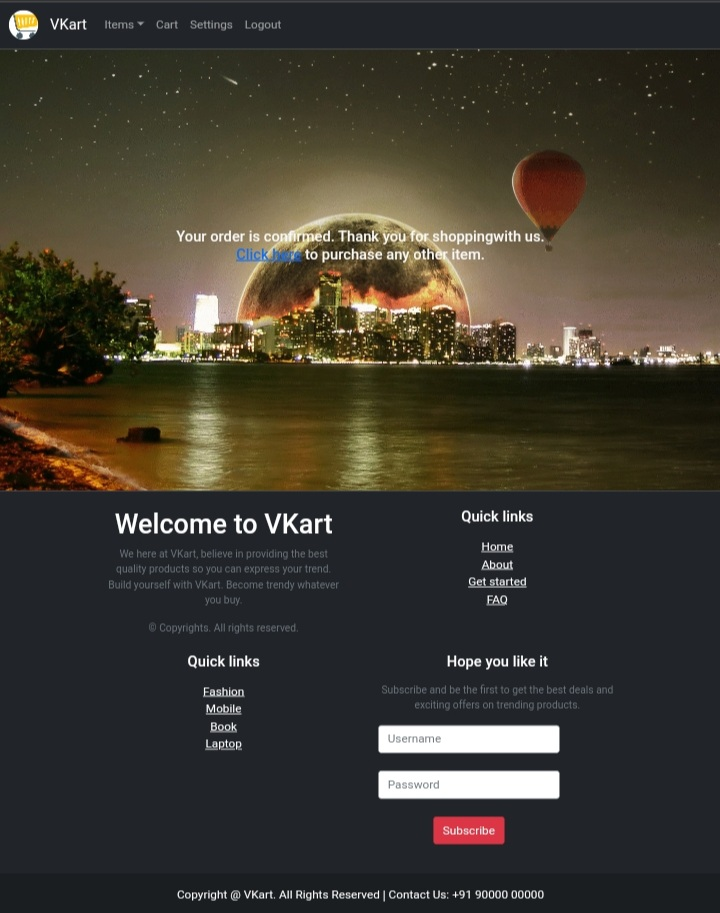 VKart
Items Cart Settings Logout
Your order is confirmed. Thank you for shoppingwith us.
Click here to purchase any other item.
Welcome to VKart
We here at VKart, believe in providing the best
quality products so you can express your trend.
Build yourself with VKart. Become trendy whatever
you buy.
© Copyrights. All rights reserved.
Quick links
Home
About
Get started
FAQ
Quick links
Fashion
Mobile
Book
Laptop
Hope you like it
Subscribe and be the first to get the best deals and
exciting offers on trending products.
Username
Password
Subscribe
Copyright @ VKart. All Rights Reserved | Contact Us: +91 90000 00000